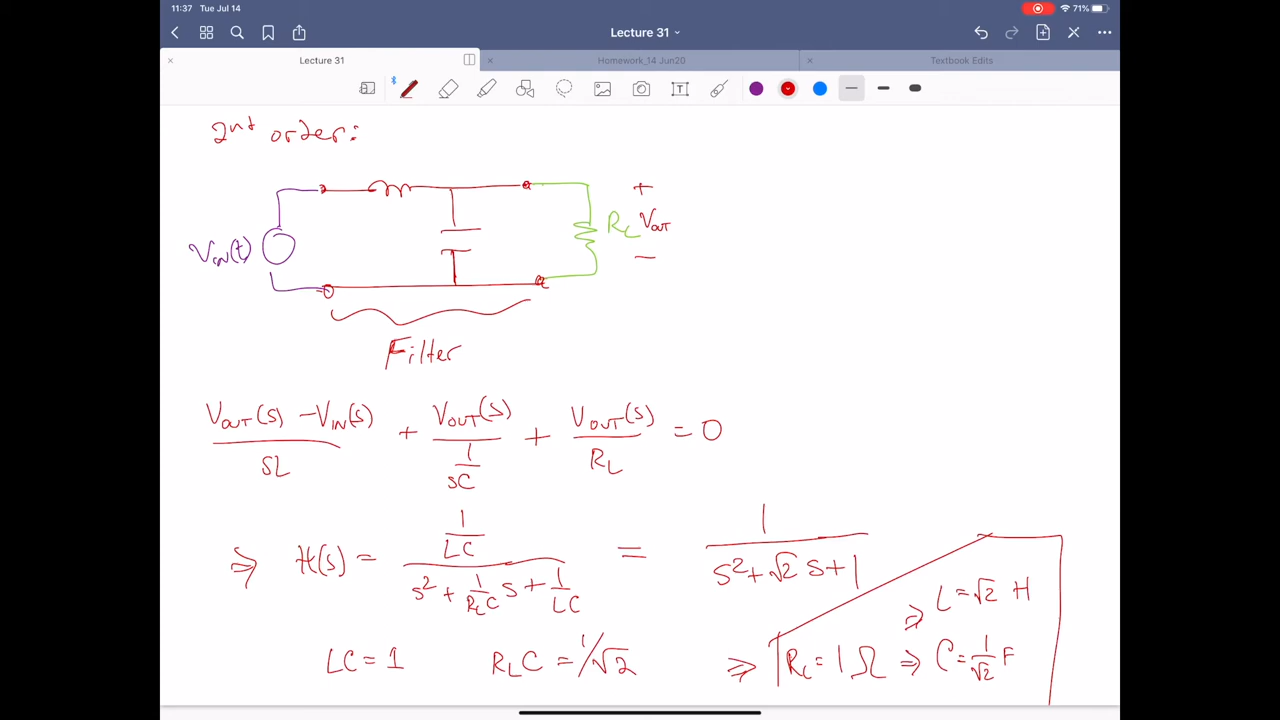 11:37 Tue Jul 14
71%
Lecture 31
Lecture 31 Homework_14 Jun20 Textbook Edits
T
2nd order:
VIN(t)
RL
+
VOUT
−
Filter
(VOUT(s) − VIN(s))/sL + VOUT(s)/(1/sC) + VOUT(s)/RL = 0
⇒ H(s) = (1/LC)/(s² + (1/RLC)s + 1/LC) = 1/(s² + √2 s + 1)
⇒ L = √2 H
LC = 1 RLC = 1/√2 ⇒ RL = 1 Ω ⇒ C = 1/√2 F